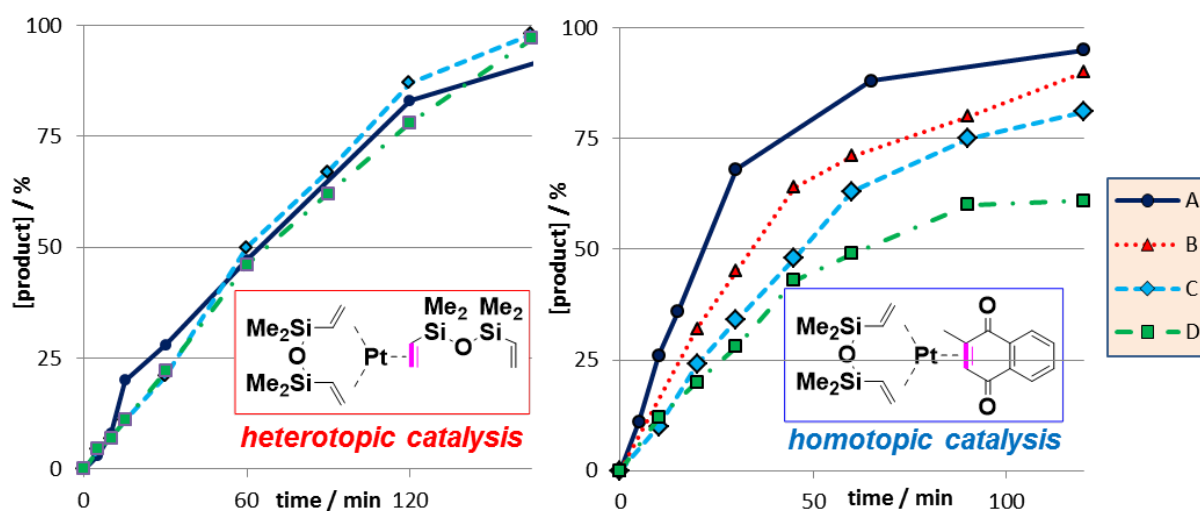 [product] / %
100
75
50
25
0
0
60
120
time / min
Me₂Si
O
Me₂Si
Pt
Me₂
Me₂
Si
Si
O
heterotopic catalysis
[product] / %
100
75
50
25
0
0
50
100
time / min
Me₂Si
O
Me₂Si
Pt
O
O
homotopic catalysis
A
B
C
D